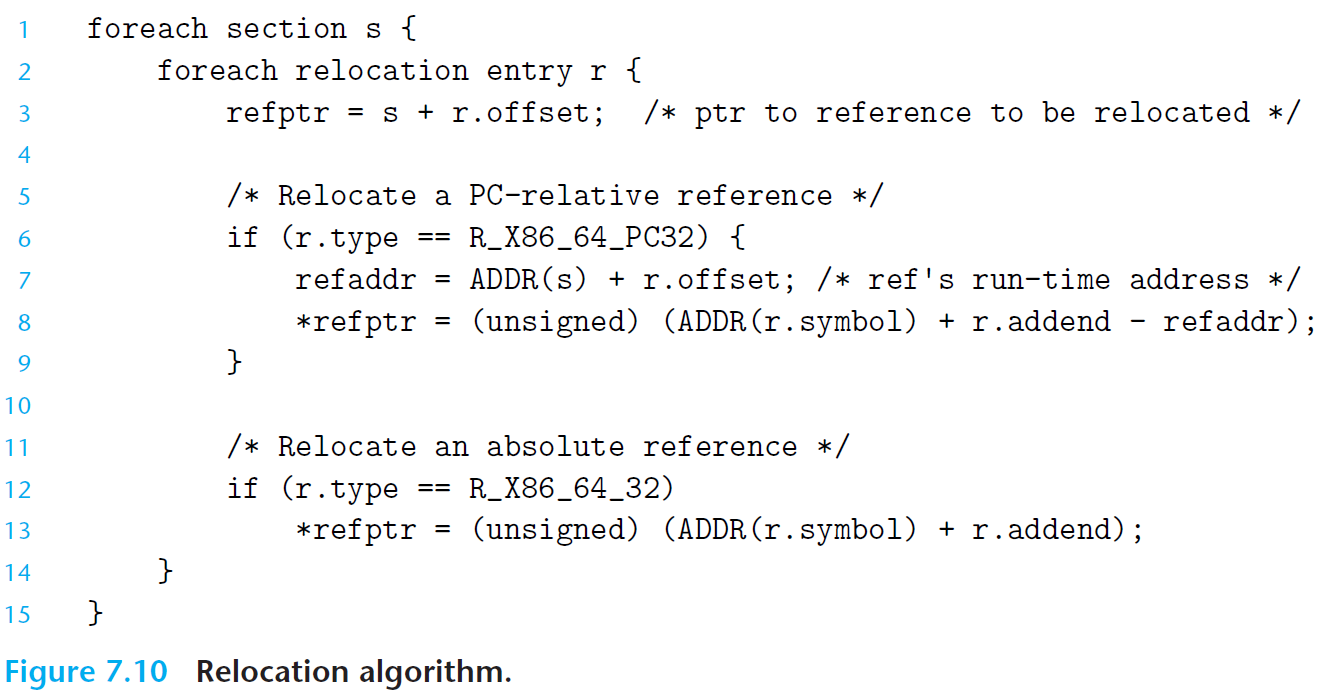 1 foreach section s {
2 foreach relocation entry r {
3 refptr = s + r.offset; /* ptr to reference to be relocated */
4
5 /* Relocate a PC-relative reference */
6 if (r.type == R_X86_64_PC32) {
7 refaddr = ADDR(s) + r.offset; /* ref's run-time address */
8 *refptr = (unsigned) (ADDR(r.symbol) + r.addend - refaddr);
9 }
10
11 /* Relocate an absolute reference */
12 if (r.type == R_X86_64_32)
13 *refptr = (unsigned) (ADDR(r.symbol) + r.addend);
14 }
15 }
Figure 7.10 Relocation algorithm.